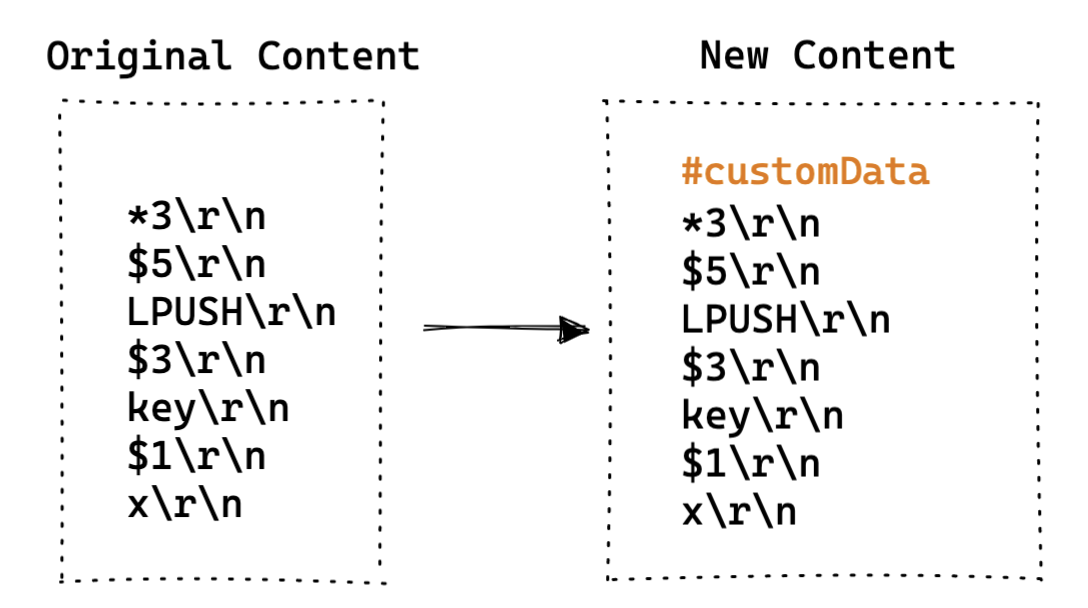 Original Content
*3\r\n
$5\r\n
LPUSH\r\n
$3\r\n
key\r\n
$1\r\n
x\r\n
New Content
#customData
*3\r\n
$5\r\n
LPUSH\r\n
$3\r\n
key\r\n
$1\r\n
x\r\n